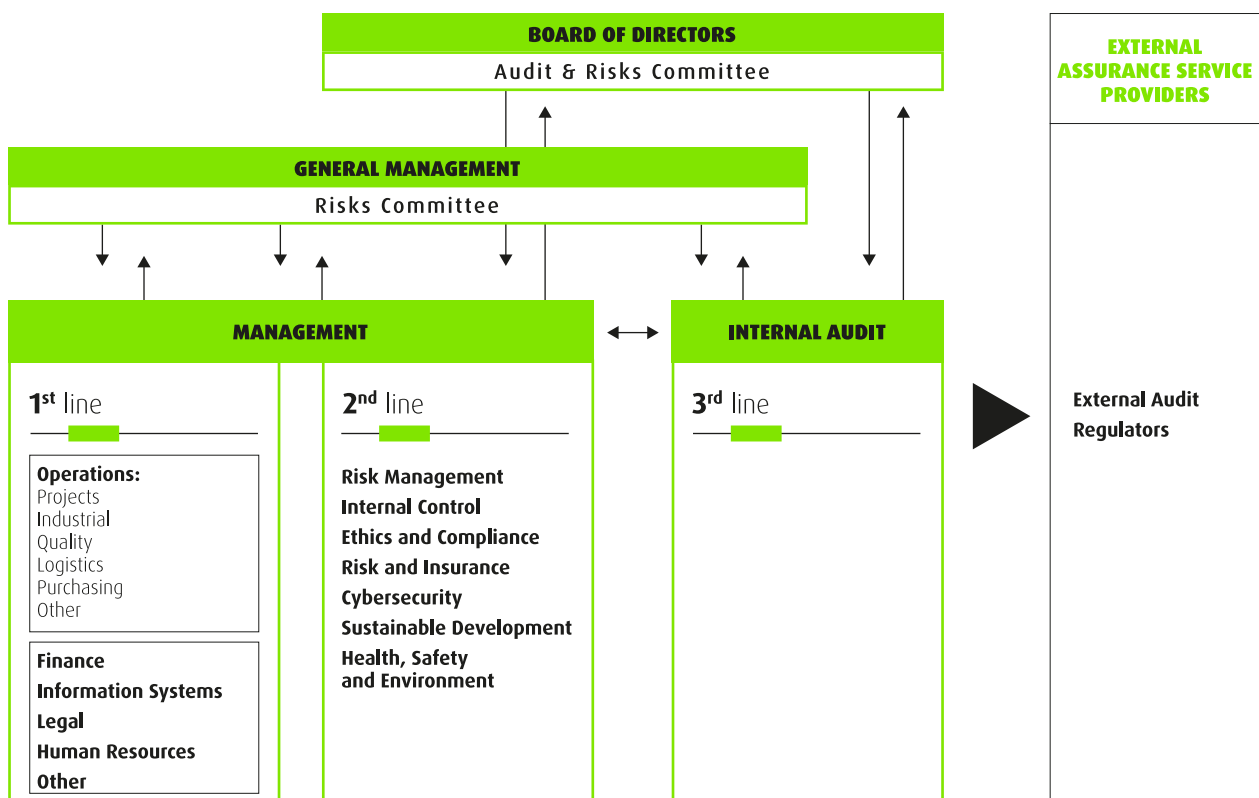 BOARD OF DIRECTORS
Audit & Risks Committee
EXTERNAL
ASSURANCE SERVICE
PROVIDERS
GENERAL MANAGEMENT
Risks Committee
MANAGEMENT
INTERNAL AUDIT
1st line
Operations:
Projects
Industrial
Quality
Logistics
Purchasing
Other
Finance
Information Systems
Legal
Human Resources
Other
2nd line
Risk Management
Internal Control
Ethics and Compliance
Risk and Insurance
Cybersecurity
Sustainable Development
Health, Safety
and Environment
3rd line
External Audit
Regulators